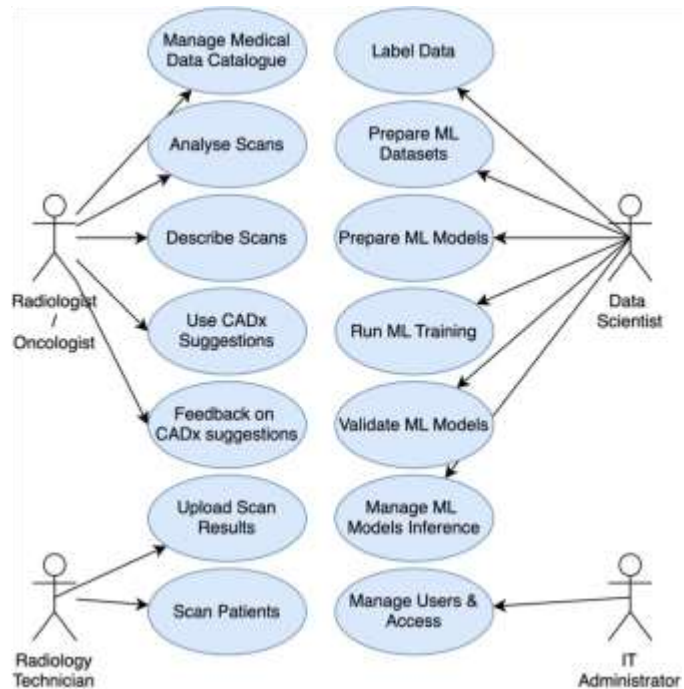 Manage Medical
Data Catalogue
Label Data
Analyse Scans
Prepare ML
Datasets
Describe Scans
Prepare ML Models
Radiologist
/
Oncologist
Data
Scientist
Use CADx
Suggestions
Run ML Training
Feedback on
CADx suggestions
Validate ML Models
Upload Scan
Results
Manage ML
Models Inference
Scan Patients
Manage Users &
Access
Radiology
Technician
IT
Administrator